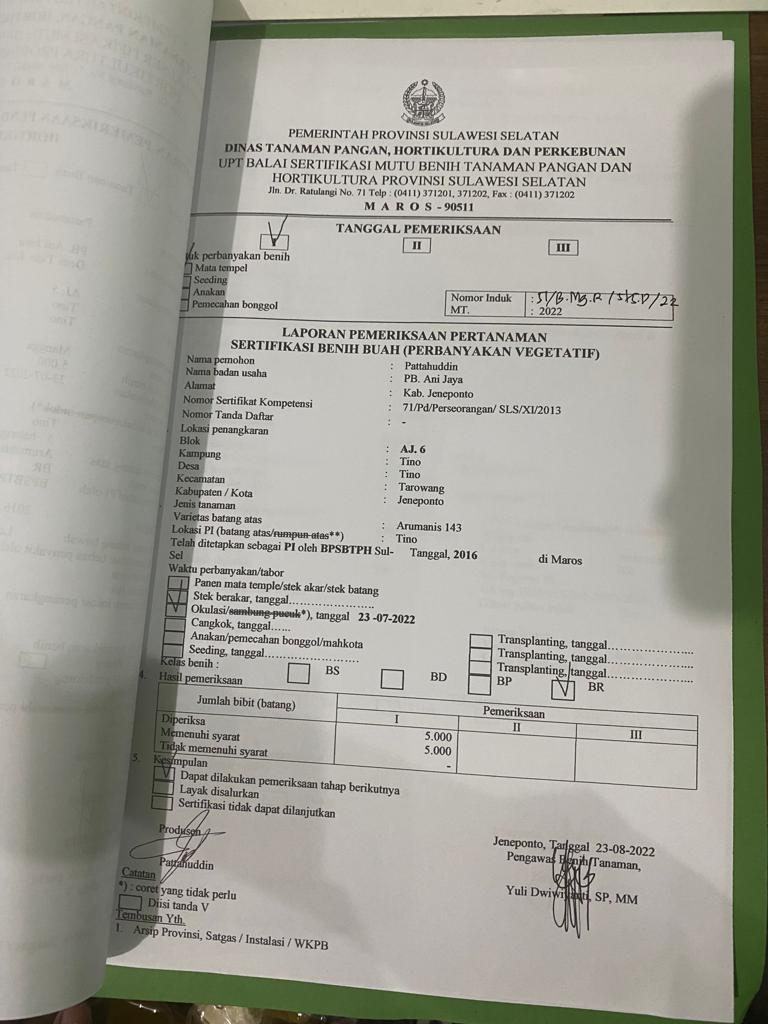 PEMERINTAH PROVINSI SULAWESI SELATAN
DINAS TANAMAN PANGAN, HORTIKULTURA DAN PERKEBUNAN
UPT BALAI SERTIFIKASI MUTU BENIH TANAMAN PANGAN DAN
HORTIKULTURA PROVINSI SULAWESI SELATAN
Jln. Dr. Ratulangi No. 71 Telp : (0411) 371201, 371202, Fax : (0411) 371202
M A R O S - 90511
TANGGAL PEMERIKSAAN
V II III
uk perbanyakan benih
Mata tempel
Seeding
Anakan
Pemecahan bonggol
Nomor Induk :
MT. : 2022
LAPORAN PEMERIKSAAN PERTANAMAN
SERTIFIKASI BENIH BUAH (PERBANYAKAN VEGETATIF)
Nama pemohon : Pattahuddin
Nama badan usaha : PB. Ani Jaya
Alamat : Kab. Jeneponto
Nomor Sertifikat Kompetensi : 71/Pd/Perseorangan/ SLS/XI/2013
Nomor Tanda Daftar : -
Lokasi penangkaran
Blok : AJ. 6
Kampung : Tino
Desa : Tino
Kecamatan : Tarowang
Kabupaten / Kota : Jeneponto
Jenis tanaman
Varietas batang atas : Arumanis 143
Lokasi PI (batang atas/rumpun atas**) : Tino
Telah ditetapkan sebagai PI oleh BPSBTPH Sul- Tanggal, 2016 di Maros
Sel
Waktu perbanyakan/tabor
Panen mata temple/stek akar/stek batang
V Stek berakar, tanggal.......................
Okulasi/sambung pucuk*), tanggal 23 -07-2022
Cangkok, tanggal...... Transplanting, tanggal.......................
Anakan/pemecahan bonggol/mahkota Transplanting, tanggal.......................
Seeding, tanggal......................... Transplanting, tanggal.......................
Kelas benih : BS BD BP V BR
4. Hasil pemeriksaan
Jumlah bibit (batang) Pemeriksaan
I II III
Diperiksa 5.000
Memenuhi syarat 5.000
Tidak memenuhi syarat -
5. Kesimpulan
V Dapat dilakukan pemeriksaan tahap berikutnya
Layak disalurkan
Sertifikasi tidak dapat dilanjutkan
Jeneponto, Tanggal 23-08-2022
Produsen Pengawas Benih Tanaman,
Pattahuddin Yuli Dwiwiyanti, SP, MM
Catatan
*) : coret yang tidak perlu
Diisi tanda V
Tembusan Yth.
1. Arsip Provinsi, Satgas / Instalasi / WKPB